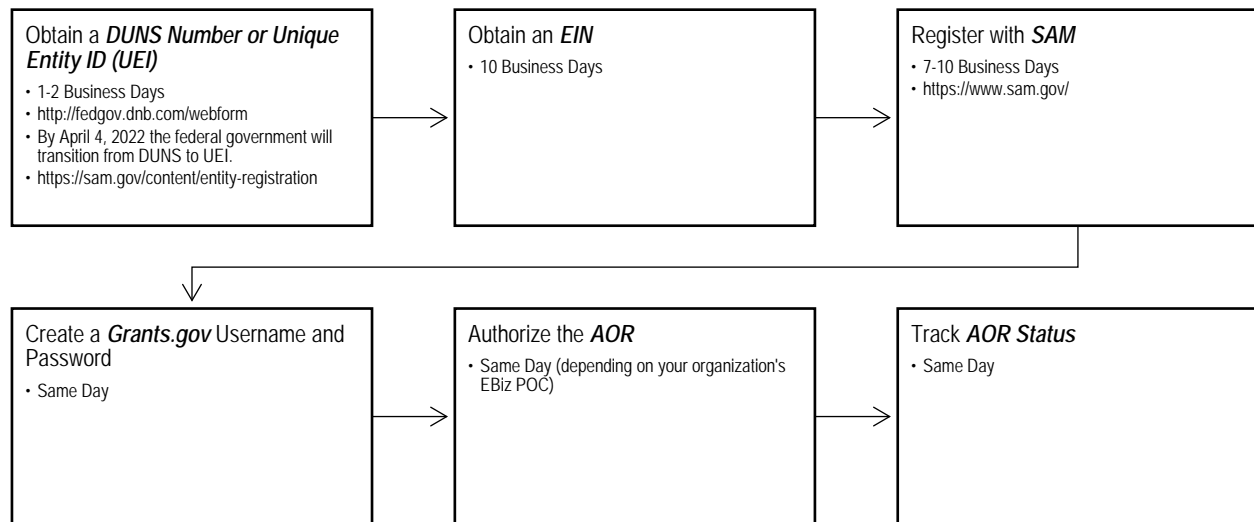 Obtain a DUNS Number or Unique
Entity ID (UEI)
• 1-2 Business Days
• http://fedgov.dnb.com/webform
• By April 4, 2022 the federal government will
transition from DUNS to UEI.
• https://sam.gov/content/entity-registration
Obtain an EIN
• 10 Business Days
Register with SAM
• 7-10 Business Days
• https://www.sam.gov/
Create a Grants.gov Username and
Password
• Same Day
Authorize the AOR
• Same Day (depending on your organization's
EBiz POC)
Track AOR Status
• Same Day